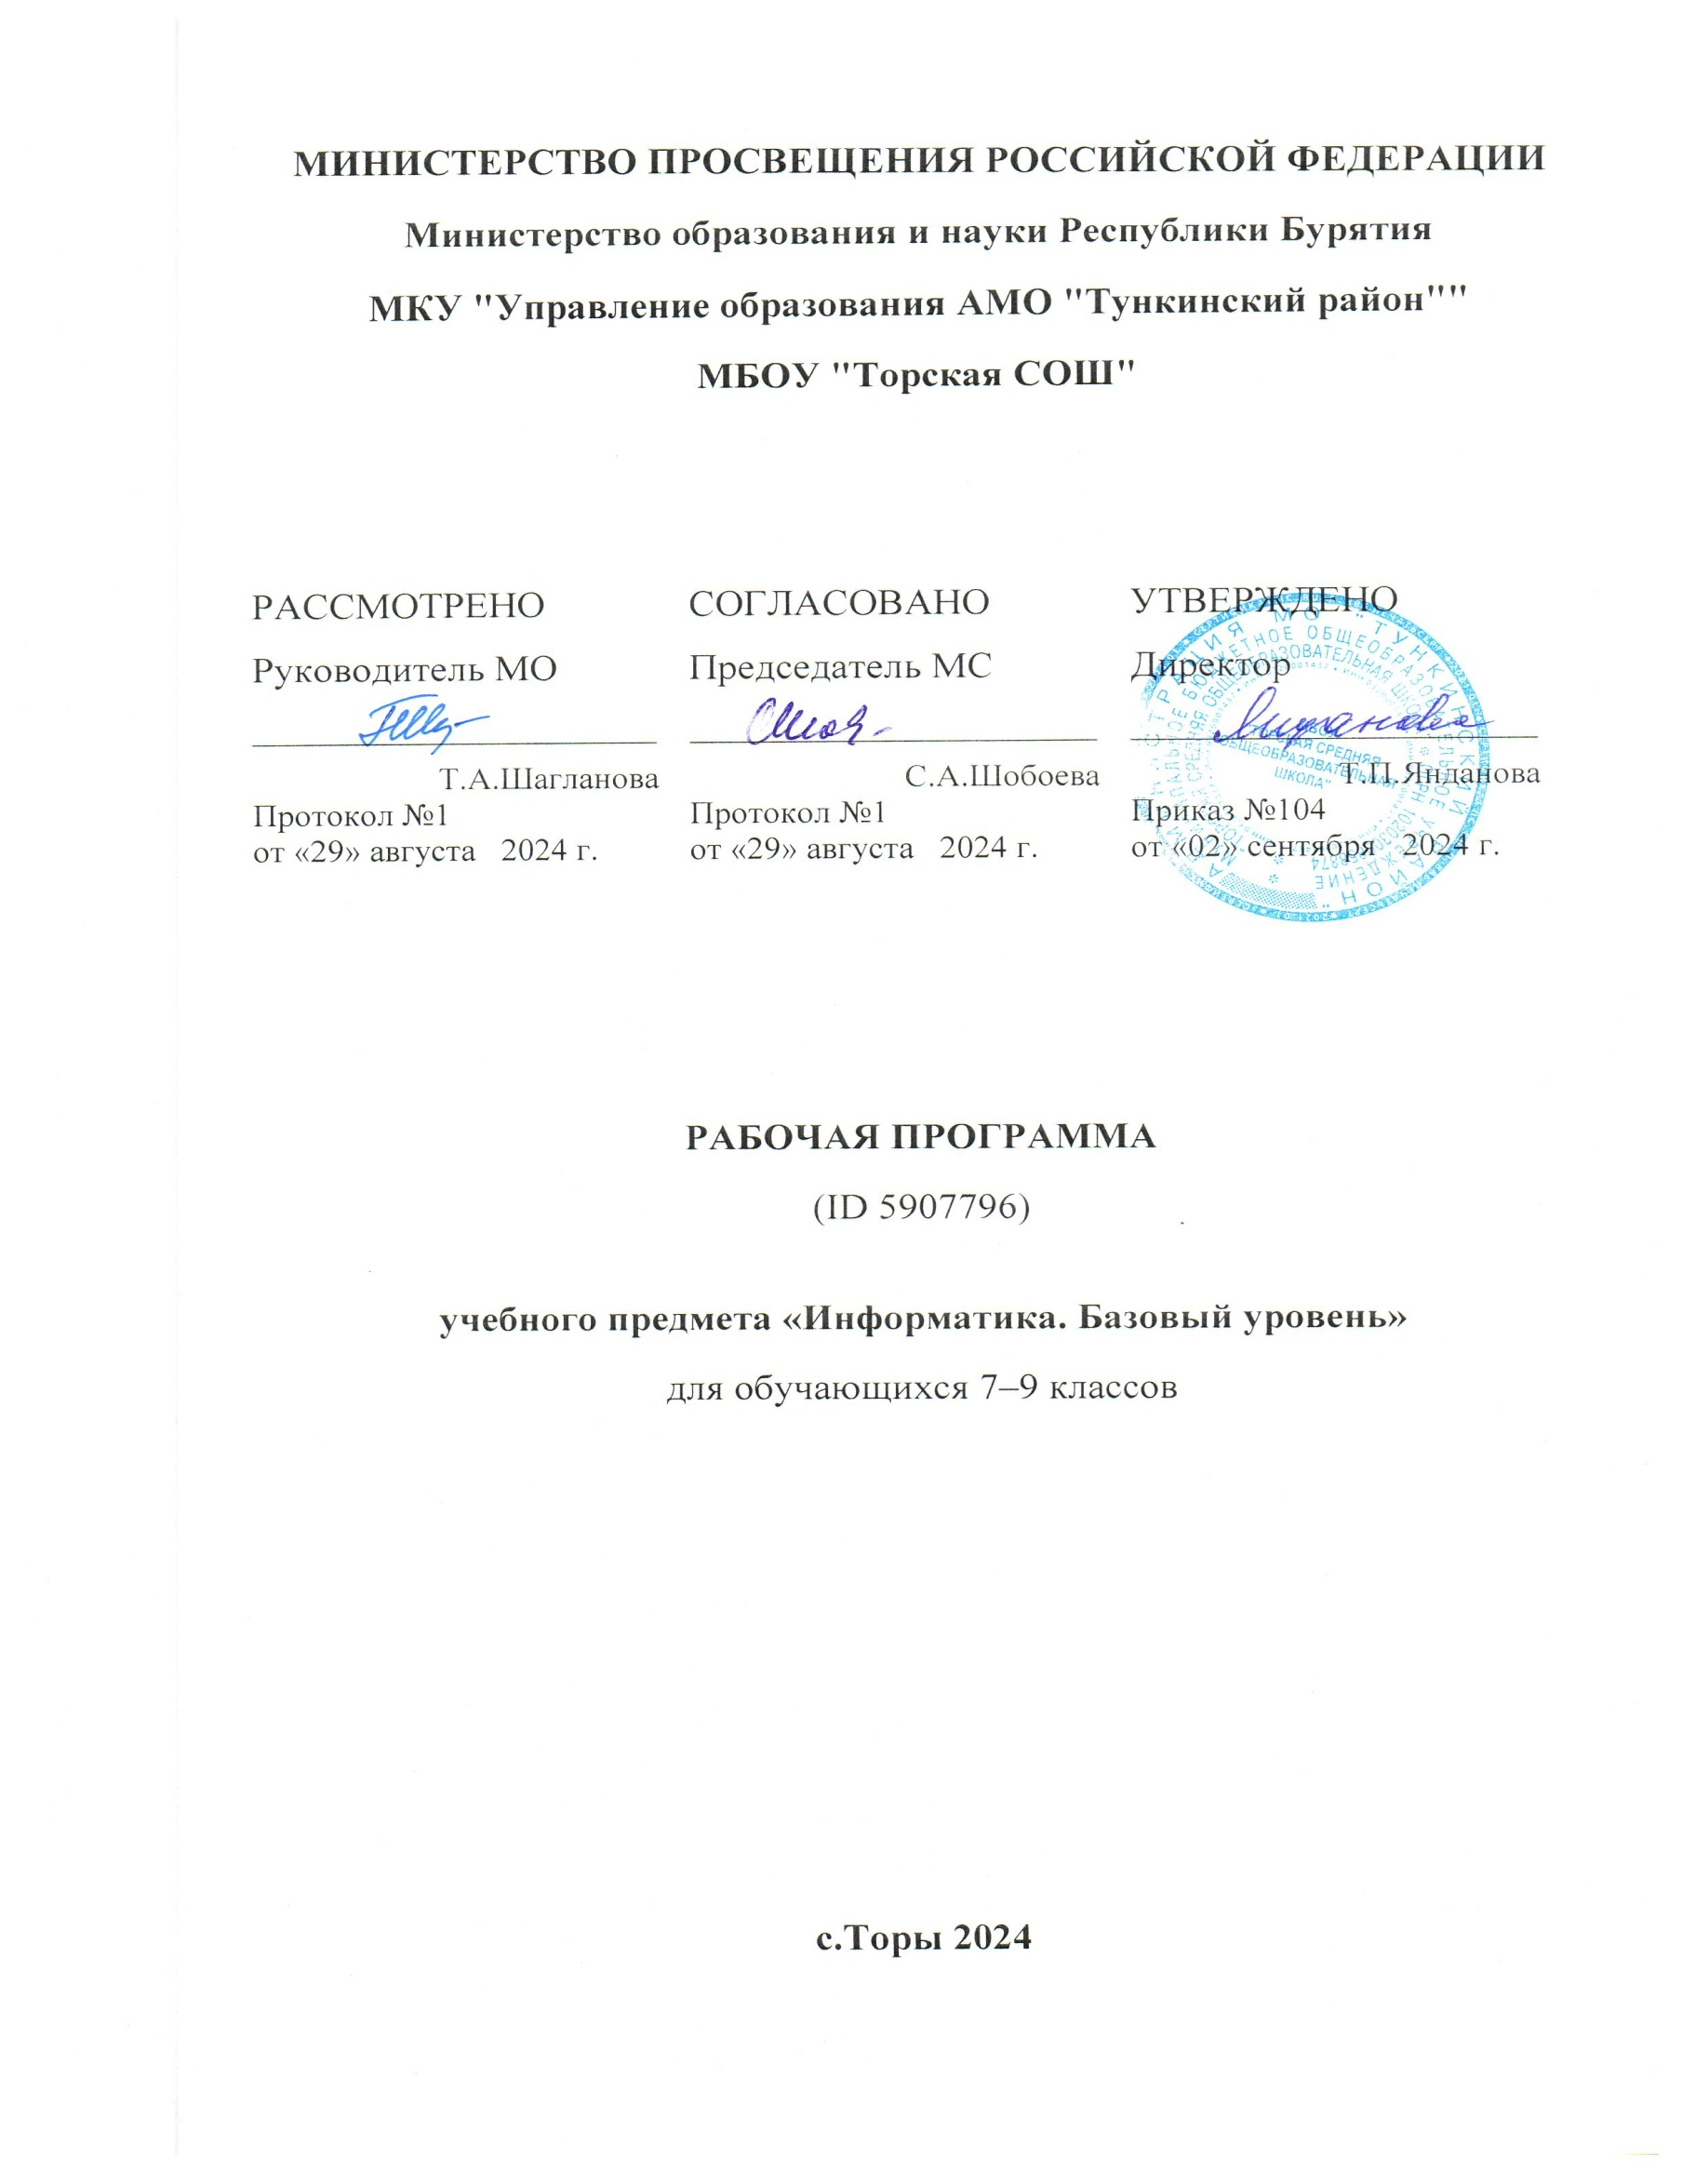 МИНИСТЕРСТВО ПРОСВЕЩЕНИЯ РОССИЙСКОЙ ФЕДЕРАЦИИ
Министерство образования и науки Республики Бурятия
МКУ "Управление образования АМО "Тункинский район""
МБОУ "Торская СОШ"
РАССМОТРЕНО
Руководитель МО
Т.А.Шагланова
Протокол №1
от «29» августа 2024 г.
СОГЛАСОВАНО
Председатель МС
С.А.Шобоева
Протокол №1
от «29» августа 2024 г.
УТВЕРЖДЕНО
Директор
Т.П.Янданова
Приказ №104
от «02» сентября 2024 г.
СРЕДНЯЯ
ОБЩЕОБРАЗОВАТЕЛЬНАЯ
ШКОЛА"
РАБОЧАЯ ПРОГРАММА
(ID 5907796)
учебного предмета «Информатика. Базовый уровень»
для обучающихся 7–9 классов
с.Торы 2024